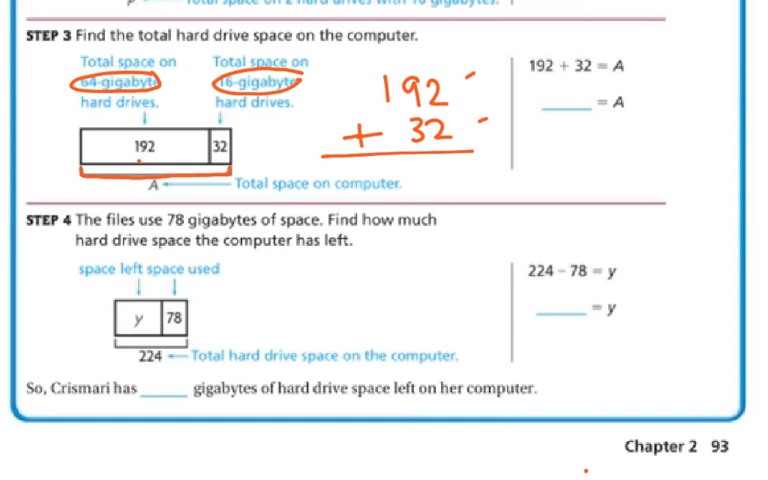 STEP 3 Find the total hard drive space on the computer.
Total space on Total space on
64-gigabyte 16-gigabyte
hard drives. hard drives.
192 32
A Total space on computer.
192
+ 32
192 + 32 = A
______ = A
STEP 4 The files use 78 gigabytes of space. Find how much
hard drive space the computer has left.
space left space used
y 78
224 Total hard drive space on the computer.
224 – 78 = y
______ = y
So, Crismari has ______ gigabytes of hard drive space left on her computer.
Chapter 2 93